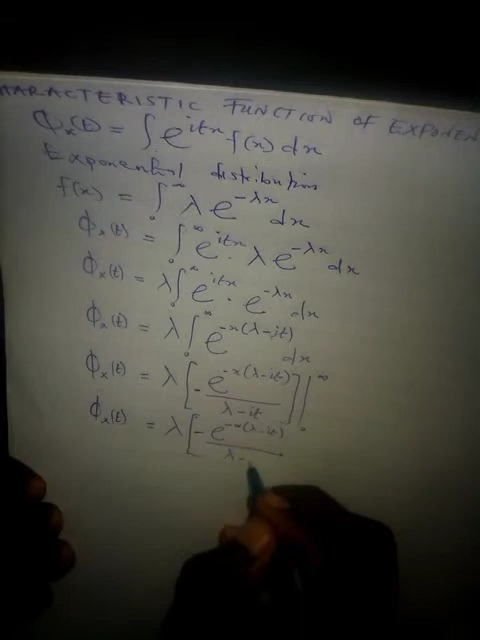 HARACTERISTIC FUNCTION OF EXPONEN
Φx(t) = ∫ e^itx f(x) dx
Exponential distribution
f(x) = ∫₀^∞ λ e^-λx dx
ϕx(t) = ∫₀^∞ e^itx · λ e^-λx dx
ϕx(t) = λ ∫₀^∞ e^itx · e^-λx dx
ϕx(t) = λ ∫₀^∞ e^-x(λ-it) dx
ϕx(t) = λ [ - e^-x(λ-it) / λ-it ] |₀^∞
ϕx(t) = λ [ - e^-∞(λ-it) / λ-